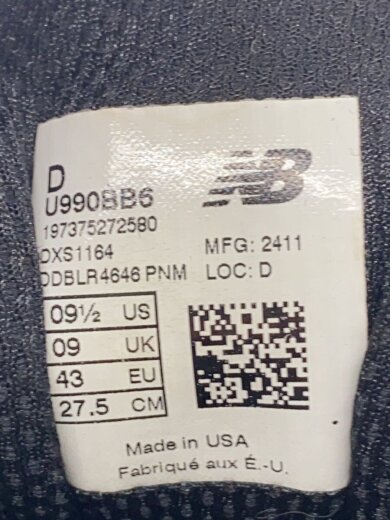 D
U990BB6
197375272580
DXS1164 MFG: 2411
DDBLR4646 PNM LOC: D
09½ US
09 UK
43 EU
27.5 CM
NB
Made in USA
Fabriqué aux É.-U.